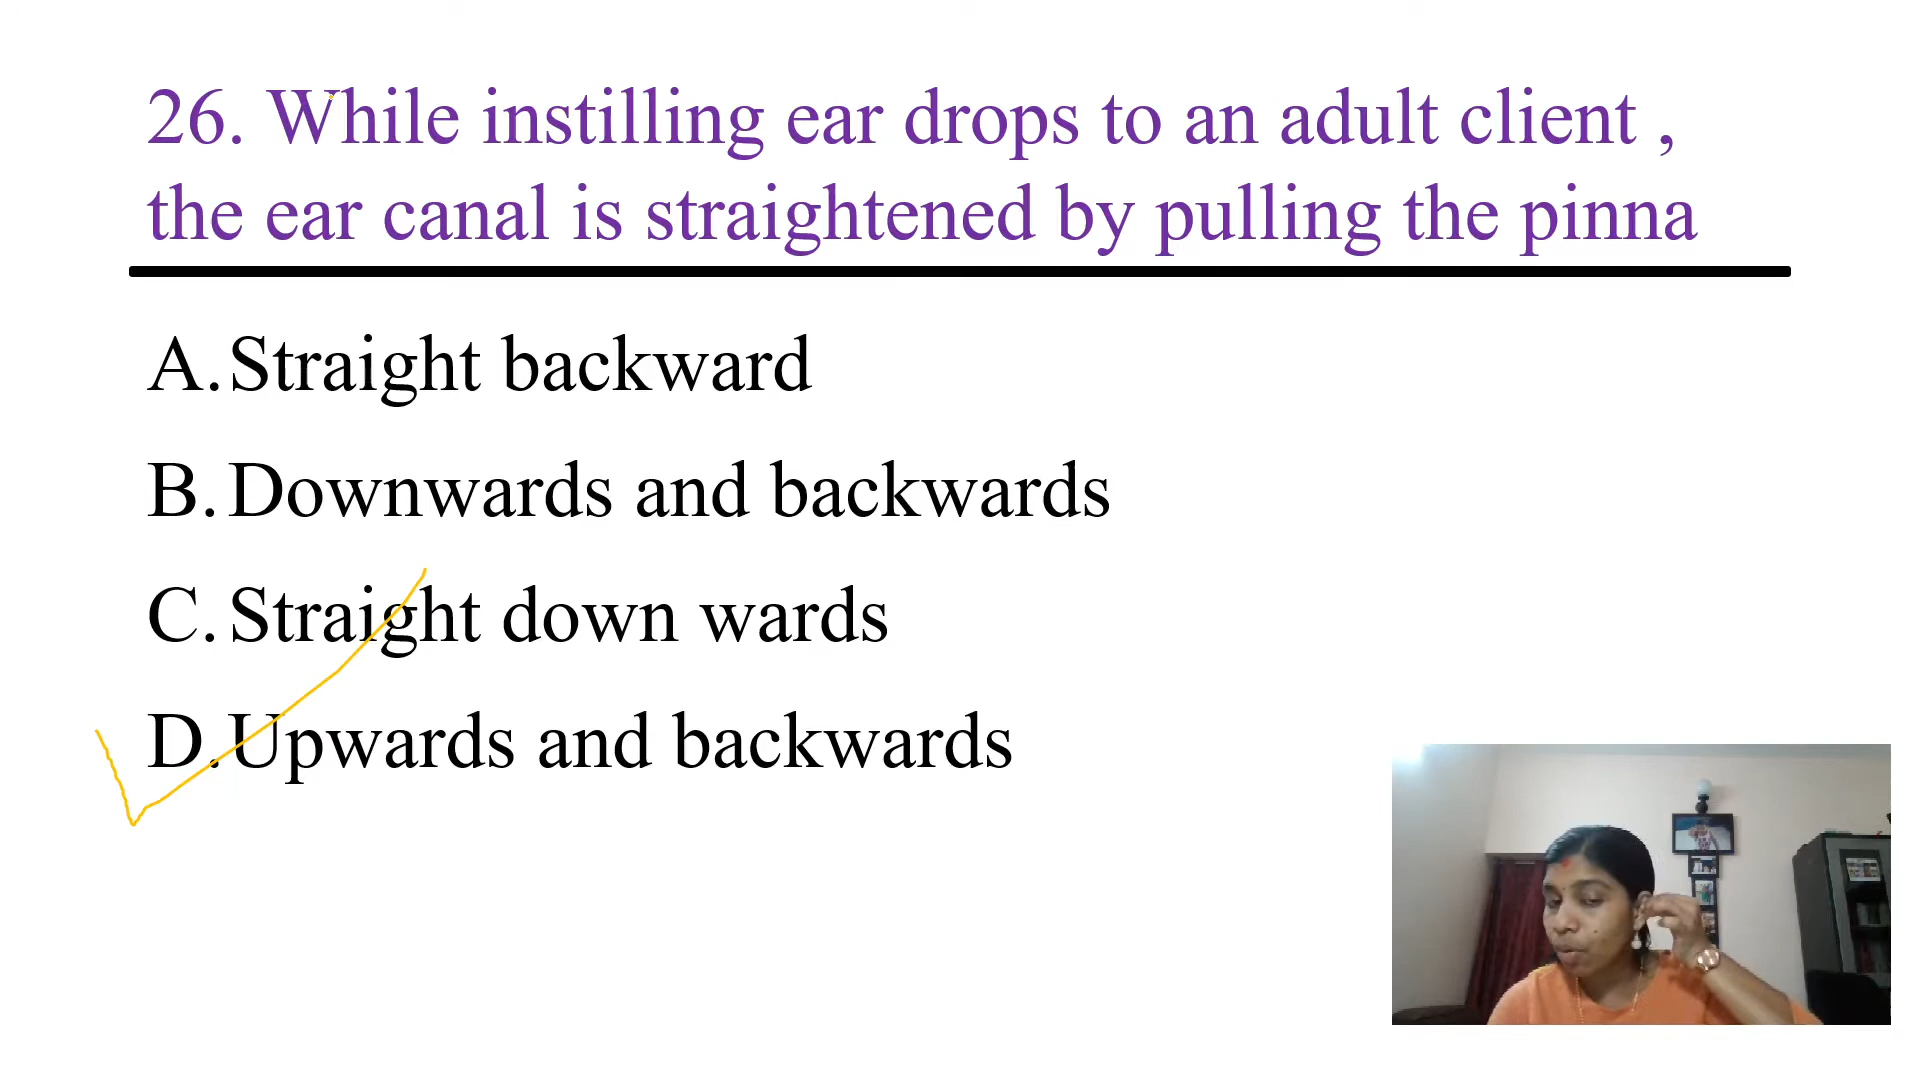 26. While instilling ear drops to an adult client ,
the ear canal is straightened by pulling the pinna
A. Straight backward
B. Downwards and backwards
C. Straight down wards
D. Upwards and backwards